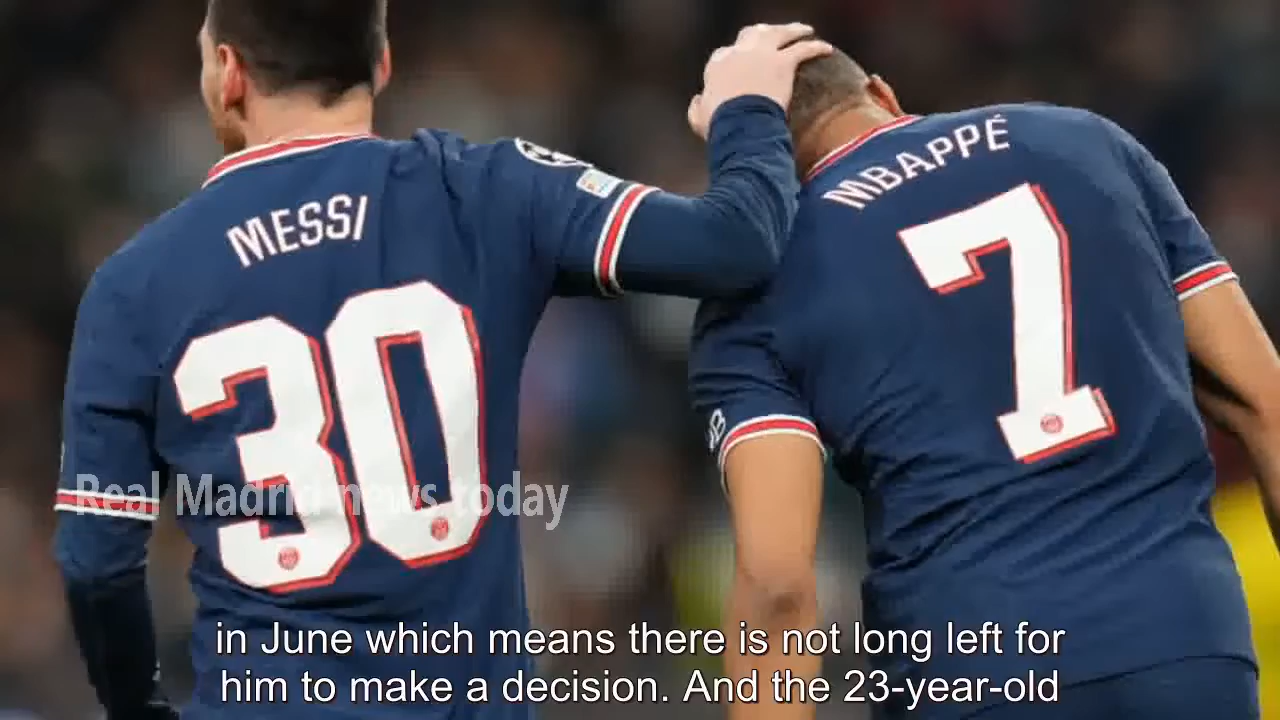 MESSI
30
MBAPPÉ
7
Real Madrid news today
in June which means there is not long left for
him to make a decision. And the 23-year-old